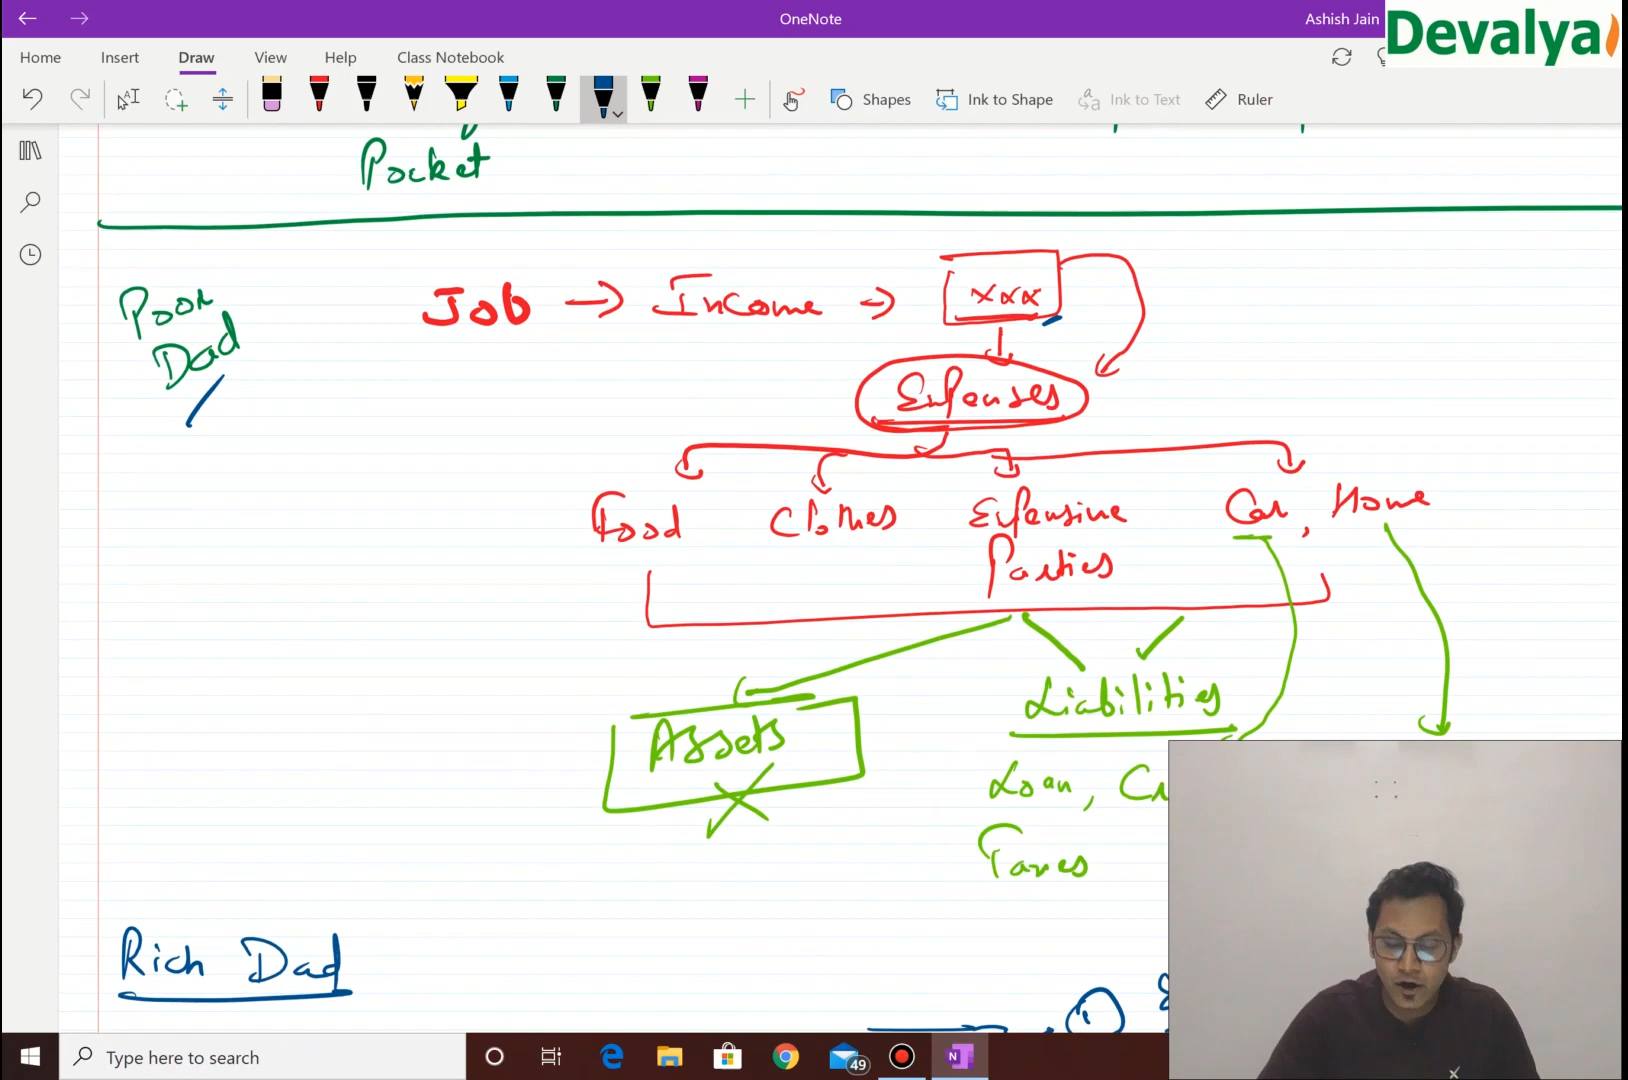 OneNote
Ashish Jain
Devalya
Home Insert Draw View Help Class Notebook
Shapes Ink to Shape Ink to Text Ruler
Pocket
Poor
Dad
Job → Income → xxx
Expenses
Food Clothes Expensive Car, Home
Parties
Assets Liabilities
Loan,
Taxes
Rich Dad
1
Type here to search
49